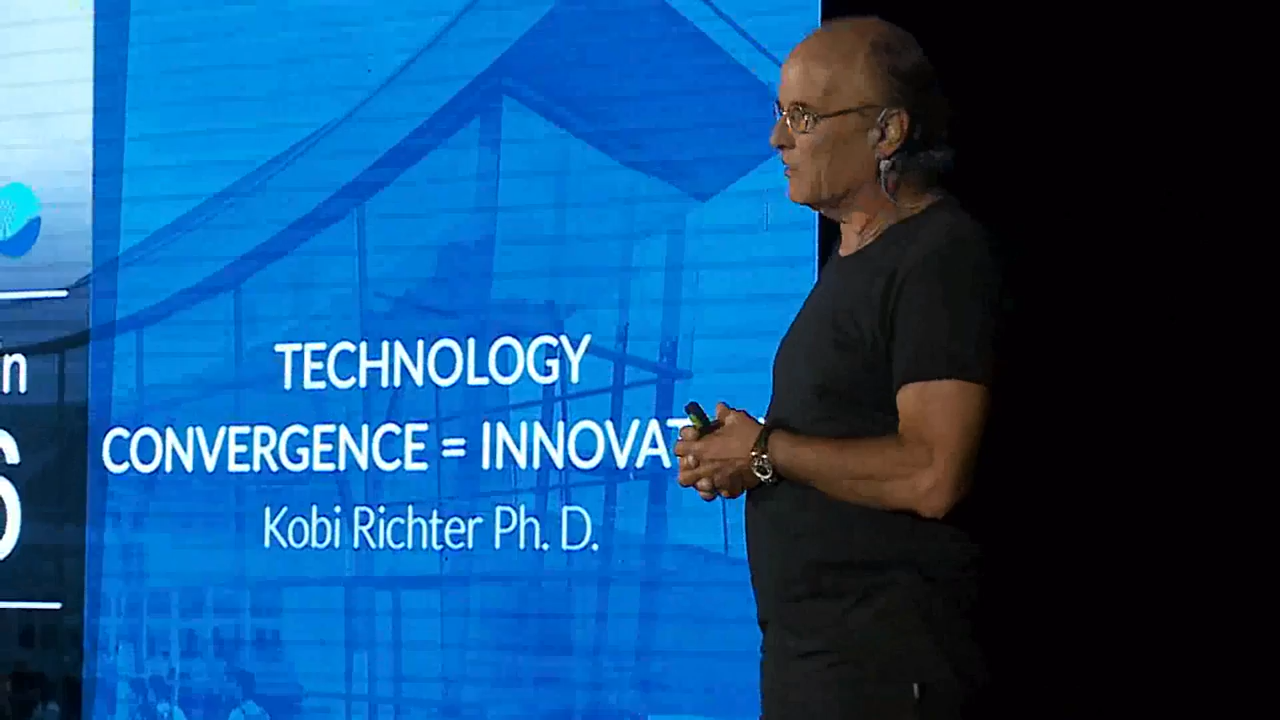 TECHNOLOGY
CONVERGENCE = INNOVAT
Kobi Richter Ph. D.